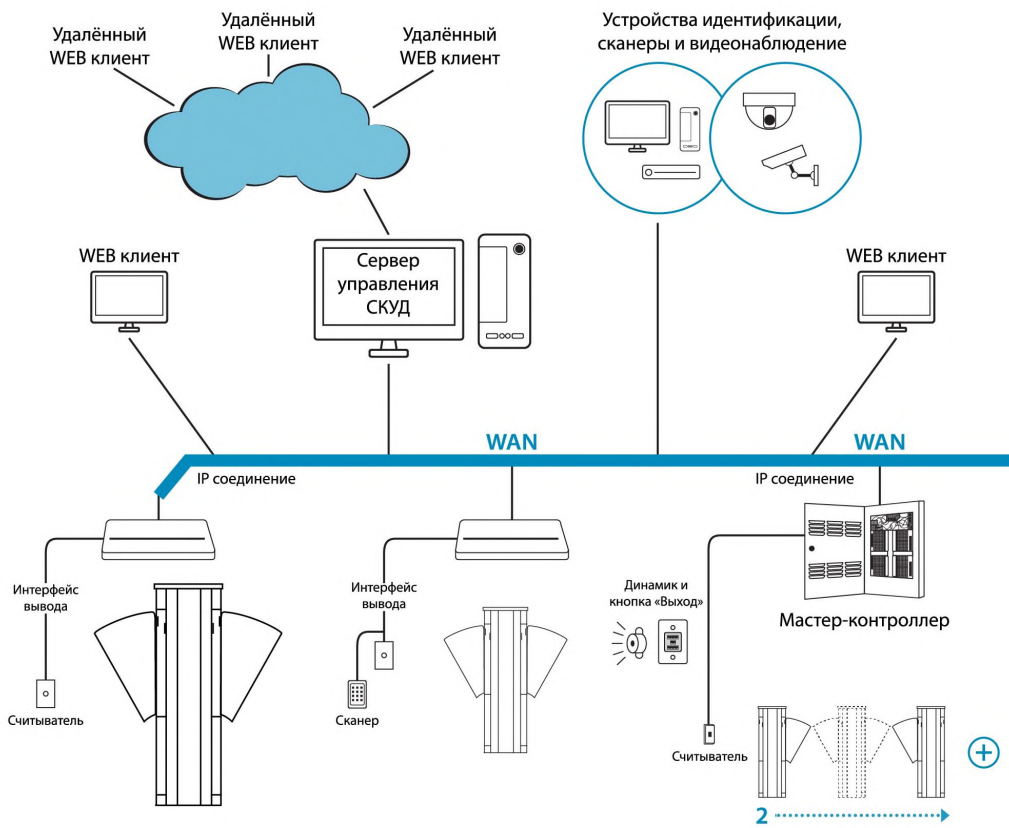 Удалённый
WEB клиент
Удалённый
WEB клиент
Удалённый
WEB клиент
Устройства идентификации,
сканеры и видеонаблюдение
WEB клиент
Сервер
управления
СКУД
WEB клиент
WAN
WAN
IP соединение
IP соединение
Интерфейс
вывода
Считыватель
Интерфейс
вывода
Сканер
Динамик и
кнопка «Выход»
Мастер-контроллер
Считыватель
2